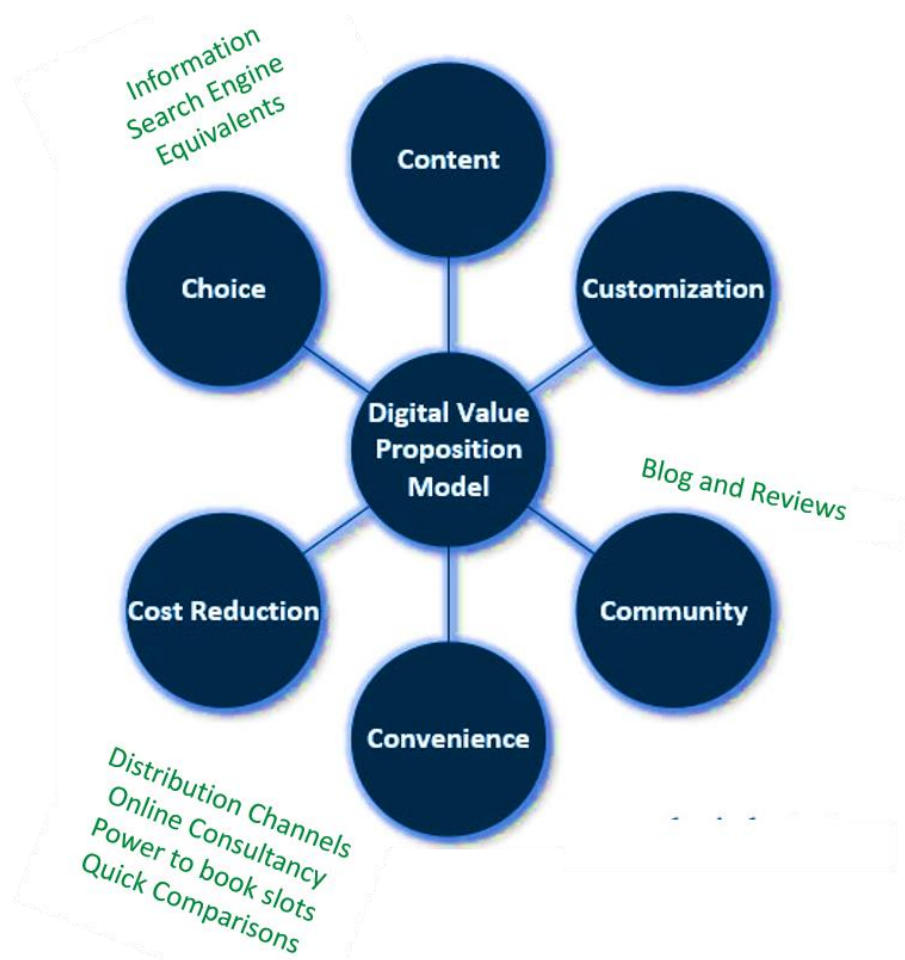 Information
Search Engine
Equivalents
Content
Choice
Customization
Digital Value
Proposition
Model
Blog and Reviews
Cost Reduction
Community
Convenience
Distribution Channels
Online Consultancy
Power to book slots
Quick Comparisons